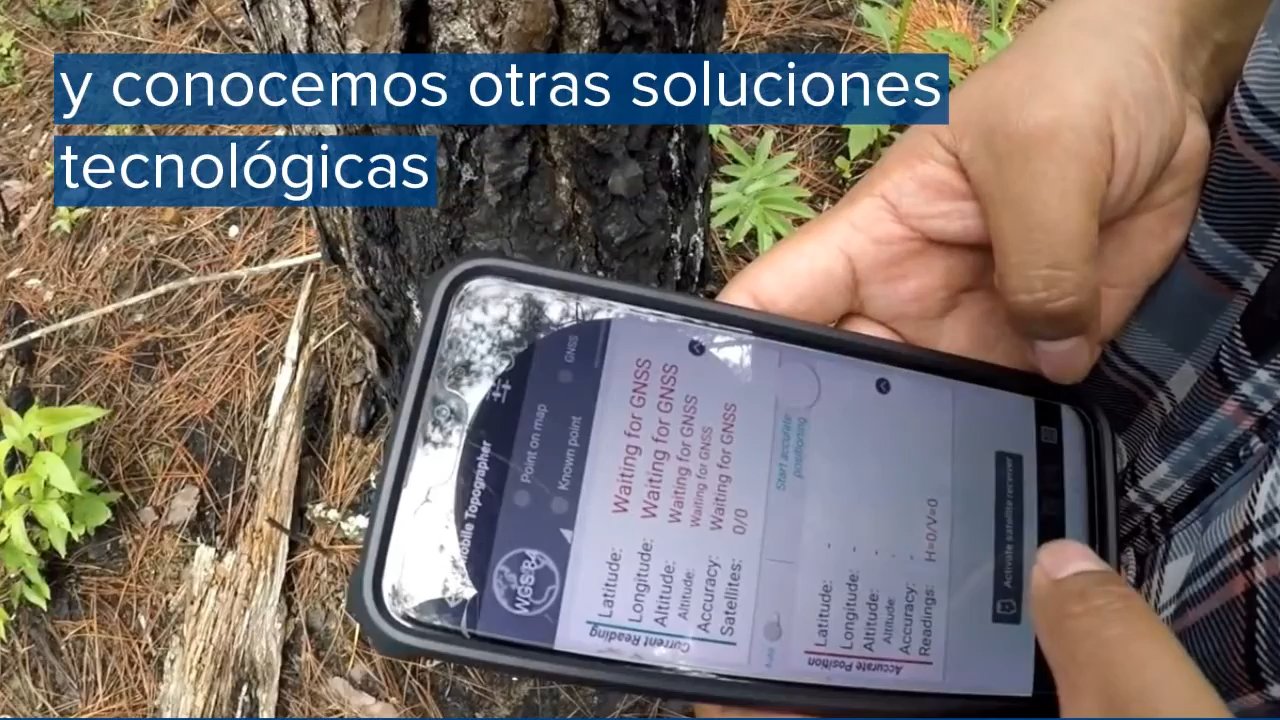 y conocemos otras soluciones
tecnológicas
Mobile Topographer
WGS 84
Point on map
GNSS
Known point
Current Reading
Latitude: Waiting for GNSS
Longitude: Waiting for GNSS
Altitude: Waiting for GNSS
Altitude: Waiting for GNSS
Accuracy: Waiting for GNSS
Satellites: 0/0
Auto
Start accurate
positioning
Accurate Position
Latitude: -
Longitude: -
Altitude: -
Altitude: -
Accuracy: -
Readings: H=0/V=0
Activate satellite receiver